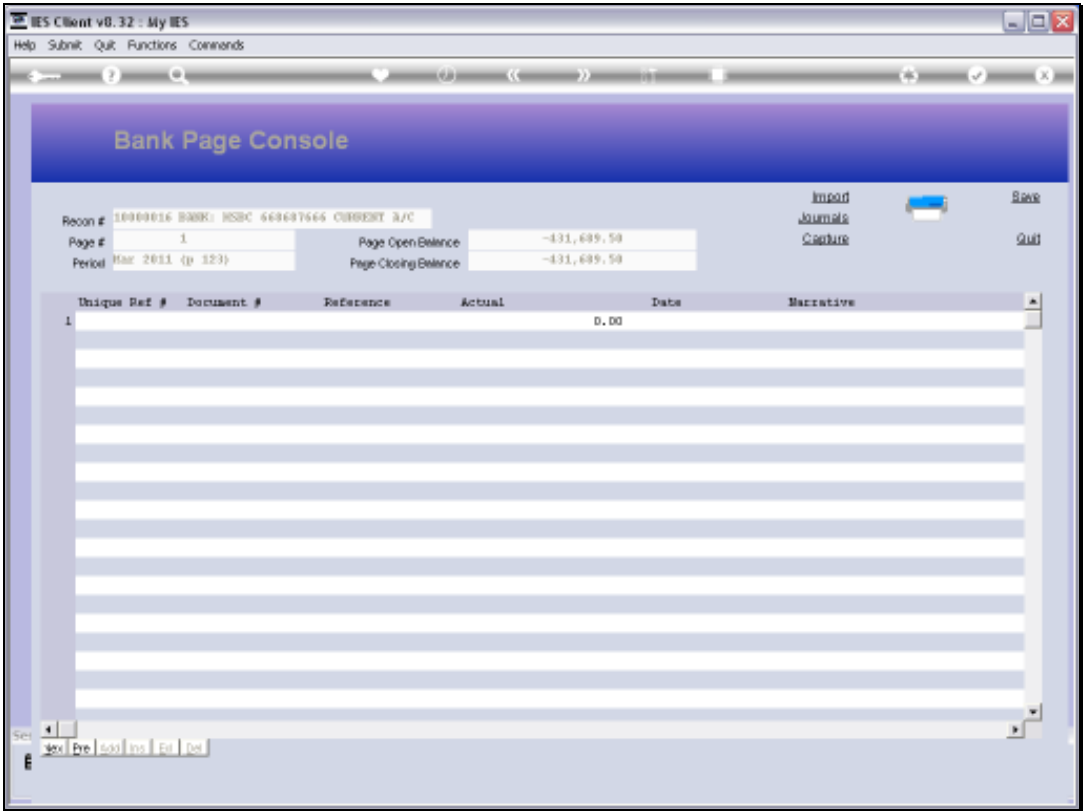 IES Client v8.32 : My IES
Help Submit Quit Functions Commands
Bank Page Console
Import Save
Recon # 10000016 BANK: HSBC 668687666 CURRENT A/C Journals
Page # 1 Page Open Balance -431,689.50 Capture Quit
Period Mar 2011 (p 123) Page Closing Balance -431,689.50
Unique Ref # Document # Reference Actual Date Narrative
1 0.00
Nex Pre Add Ins Ed Del